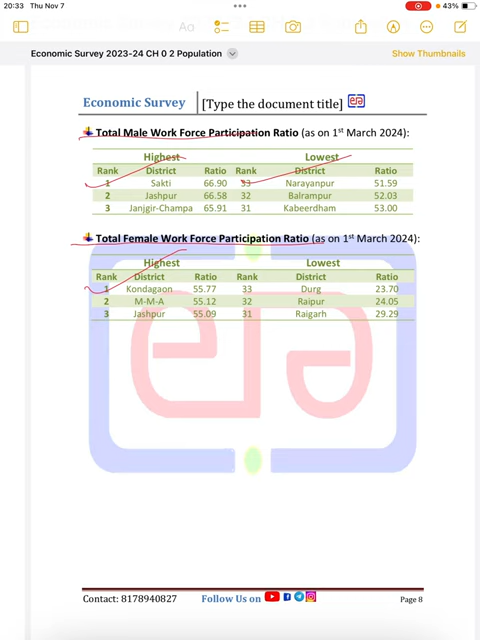 20:33 Thu Nov 7
43%
Aa
Economic Survey 2023-24 CH 0 2 Population
Show Thumbnails
Economic Survey [Type the document title]
Total Male Work Force Participation Ratio (as on 1st March 2024):
Highest Lowest
Rank District Ratio Rank District Ratio
1 Sakti 66.90 33 Narayanpur 51.59
2 Jashpur 66.58 32 Balrampur 52.03
3 Janjgir-Champa 65.91 31 Kabeerdham 53.00
Total Female Work Force Participation Ratio (as on 1st March 2024):
Highest Lowest
Rank District Ratio Rank District Ratio
1 Kondagaon 55.77 33 Durg 23.70
2 M-M-A 55.12 32 Raipur 24.05
3 Jashpur 55.09 31 Raigarh 29.29
Contact: 8178940827 Follow Us on Page 8